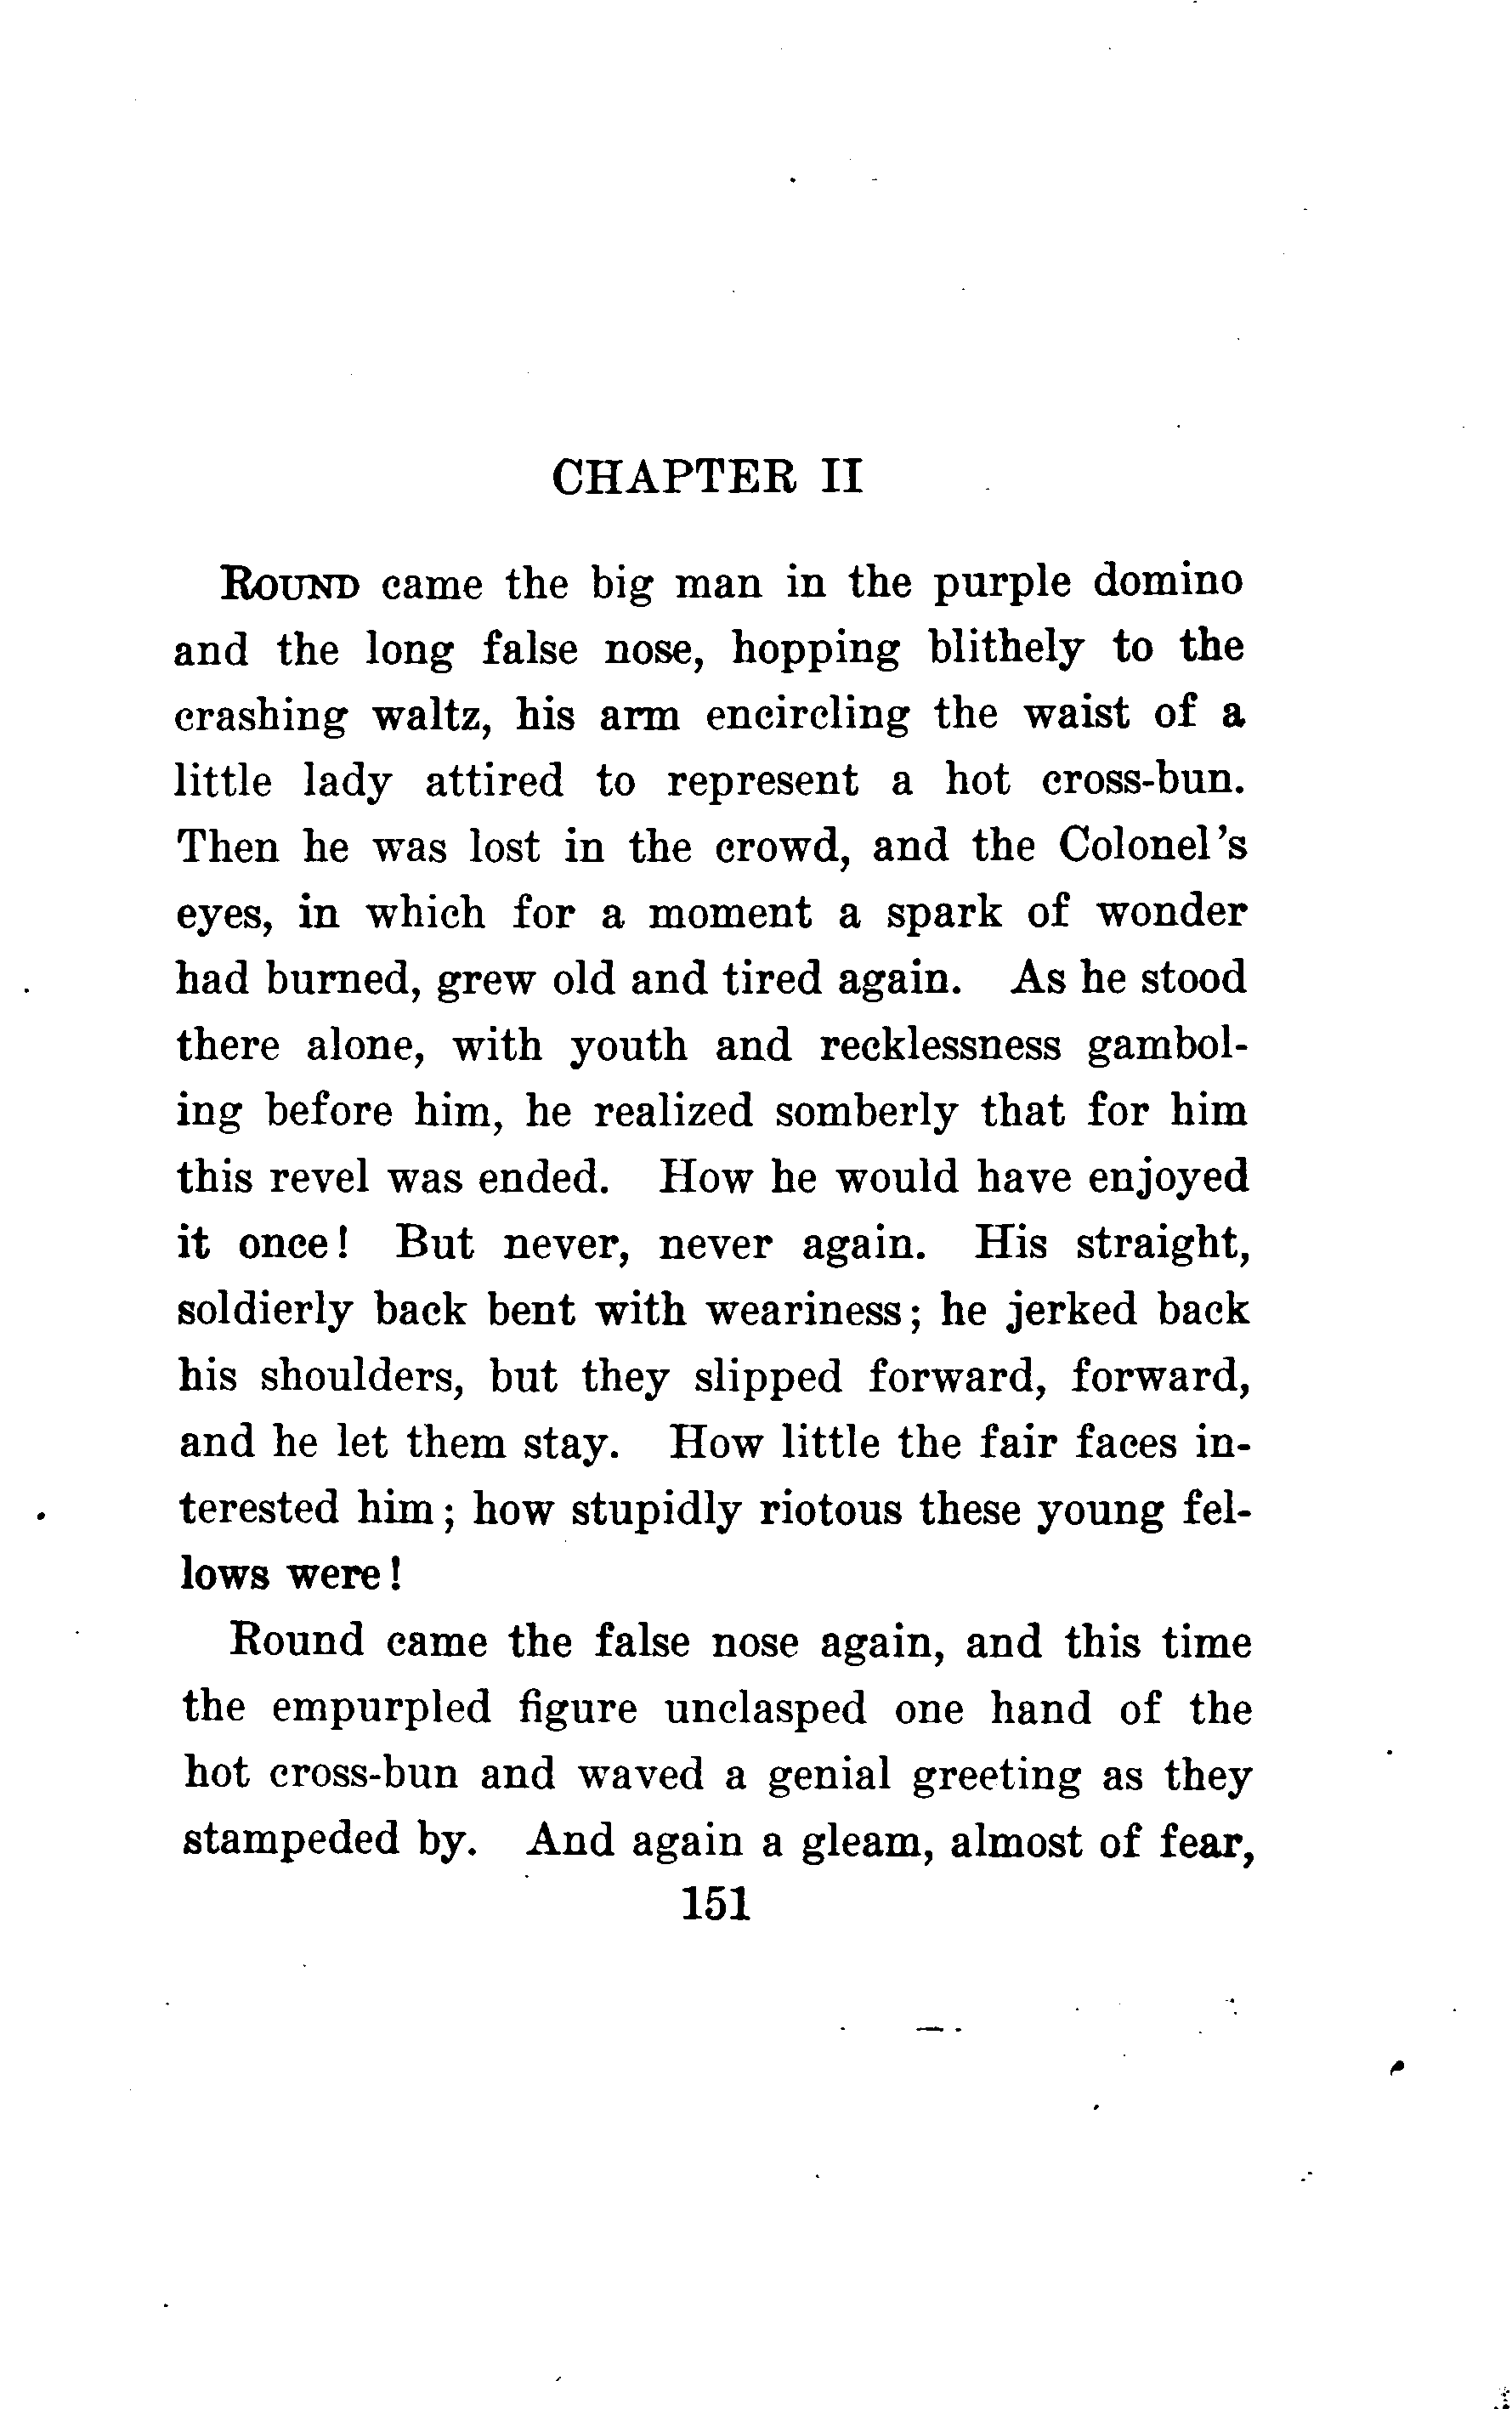 CHAPTER II
ROUND came the big man in the purple domino
and the long false nose, hopping blithely to the
crashing waltz, his arm encircling the waist of a
little lady attired to represent a hot cross-bun.
Then he was lost in the crowd, and the Colonel's
eyes, in which for a moment a spark of wonder
had burned, grew old and tired again. As he stood
there alone, with youth and recklessness gambol-
ing before him, he realized somberly that for him
this revel was ended. How he would have enjoyed
it once! But never, never again. His straight,
soldierly back bent with weariness; he jerked back
his shoulders, but they slipped forward, forward,
and he let them stay. How little the fair faces in-
terested him; how stupidly riotous these young fel-
lows were!
Round came the false nose again, and this time
the empurpled figure unclasped one hand of the
hot cross-bun and waved a genial greeting as they
stampeded by. And again a gleam, almost of fear,
151